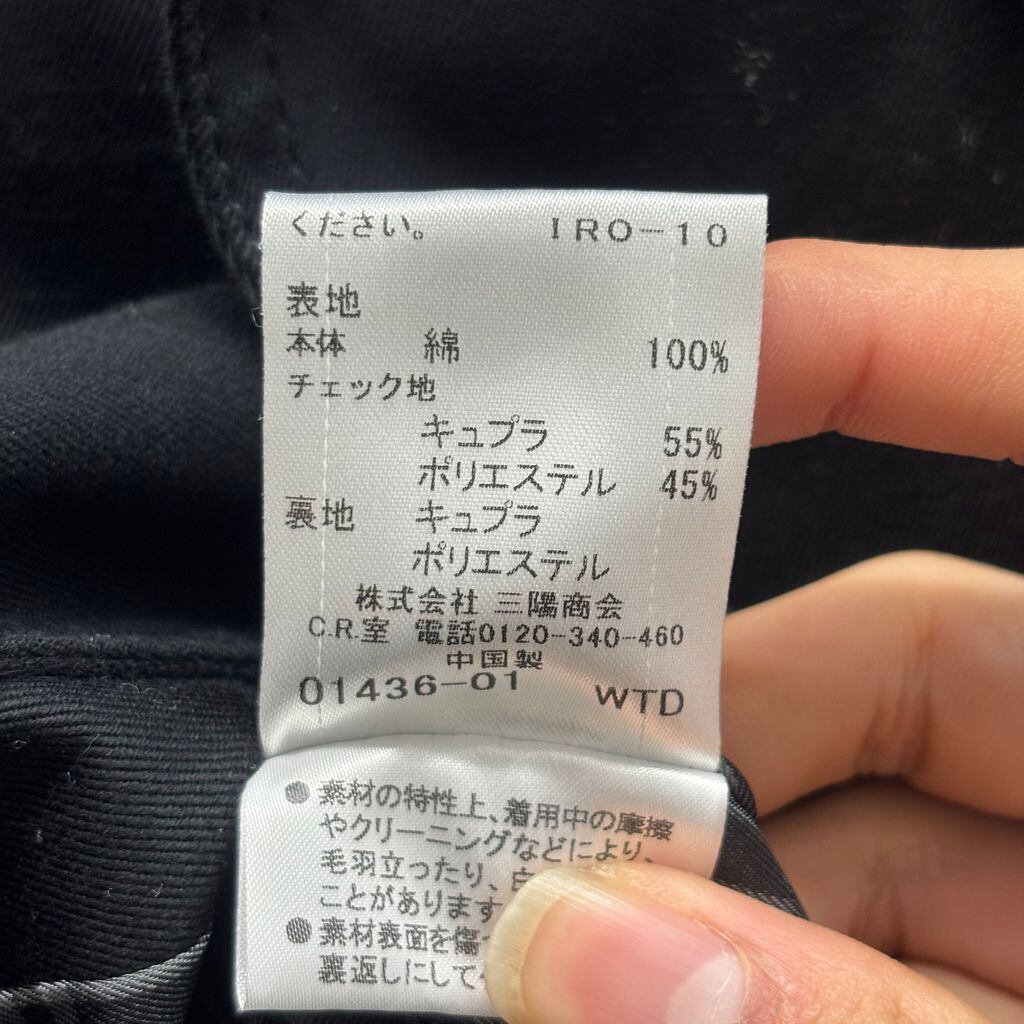 ください。 IRO-10
表地
本体 綿 100%
チェック地
キュプラ 55%
ポリエステル 45%
裏地 キュプラ
ポリエステル
株式会社 三陽商会
C.R.室 電話0120-340-460
中国製
01436-01 WTD
●素材の特性上、着用中の摩擦
やクリーニングなどにより、
毛羽立ったり、白
ことがあります
●素材表面を傷
裏返しにして